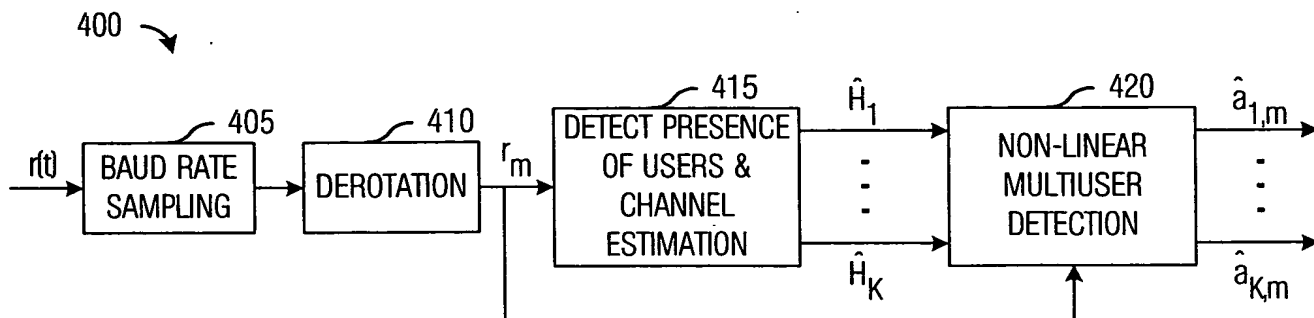 400
405
410
415
420
r(t)
BAUD RATE
SAMPLING
DEROTATION
r_m
DETECT PRESENCE
OF USERS &
CHANNEL
ESTIMATION
Ĥ_1
Ĥ_K
NON-LINEAR
MULTIUSER
DETECTION
â_1,m
â_K,m